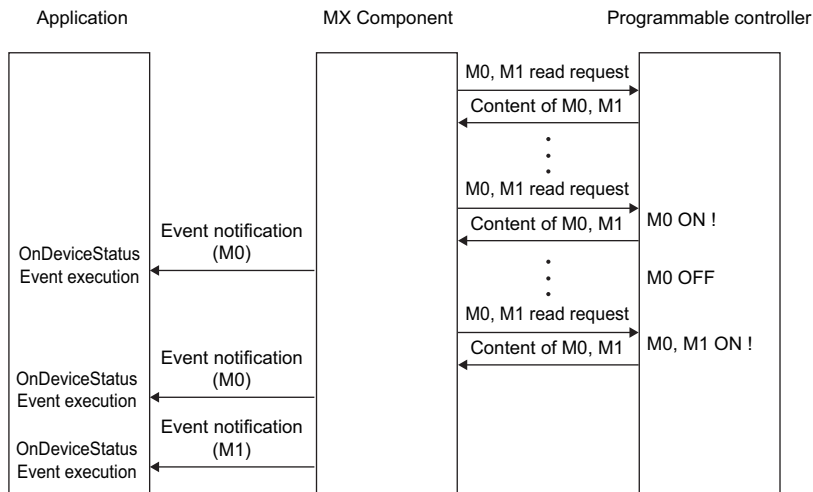 Application
MX Component
Programmable controller
M0, M1 read request
Content of M0, M1
M0, M1 read request
M0 ON !
Content of M0, M1
Event notification
(M0)
OnDeviceStatus
Event execution
M0 OFF
M0, M1 read request
M0, M1 ON !
Content of M0, M1
Event notification
(M0)
OnDeviceStatus
Event execution
Event notification
(M1)
OnDeviceStatus
Event execution